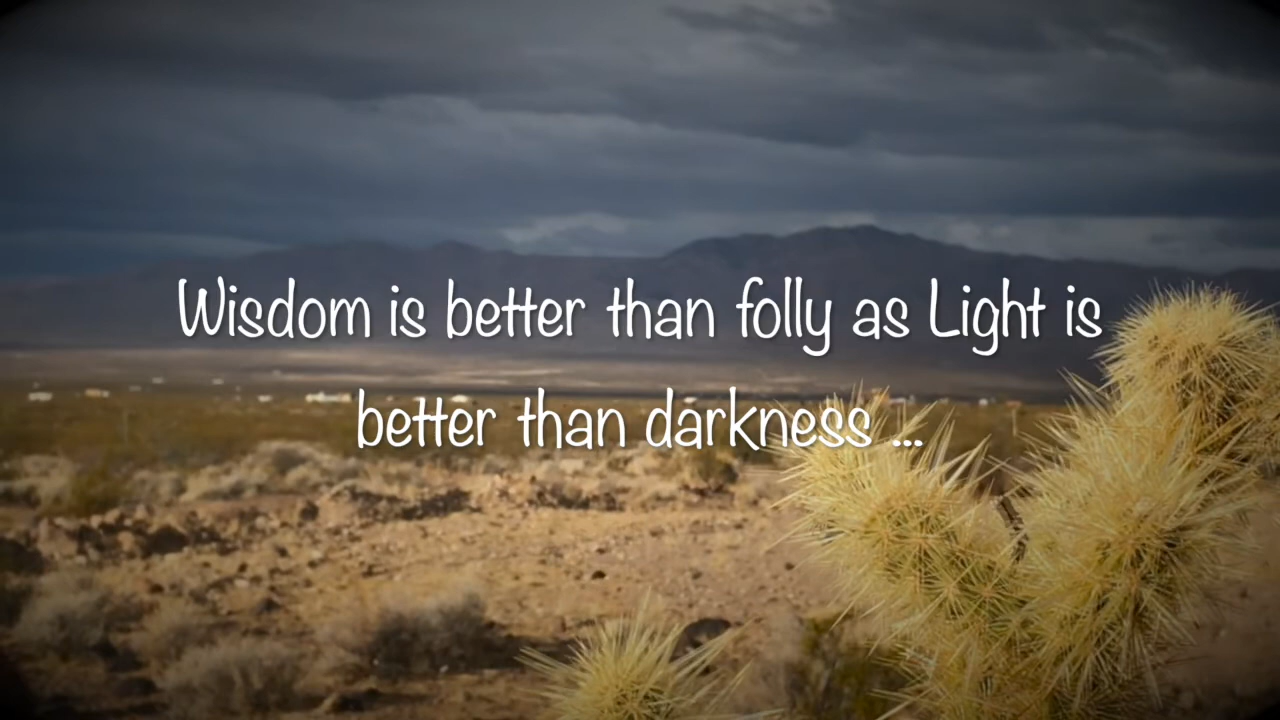 Wisdom is better than folly as Light is
better than darkness ...